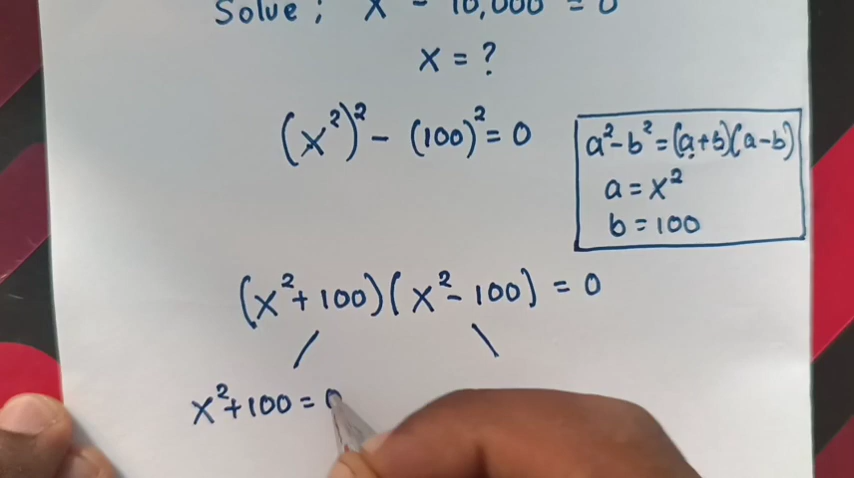 Solve : x - 10,000 = 0
x = ?
(x²)² - (100)² = 0
a² - b² = (a+b)(a-b)
a = x²
b = 100
(x² + 100)(x² - 100) = 0
x² + 100 = 0